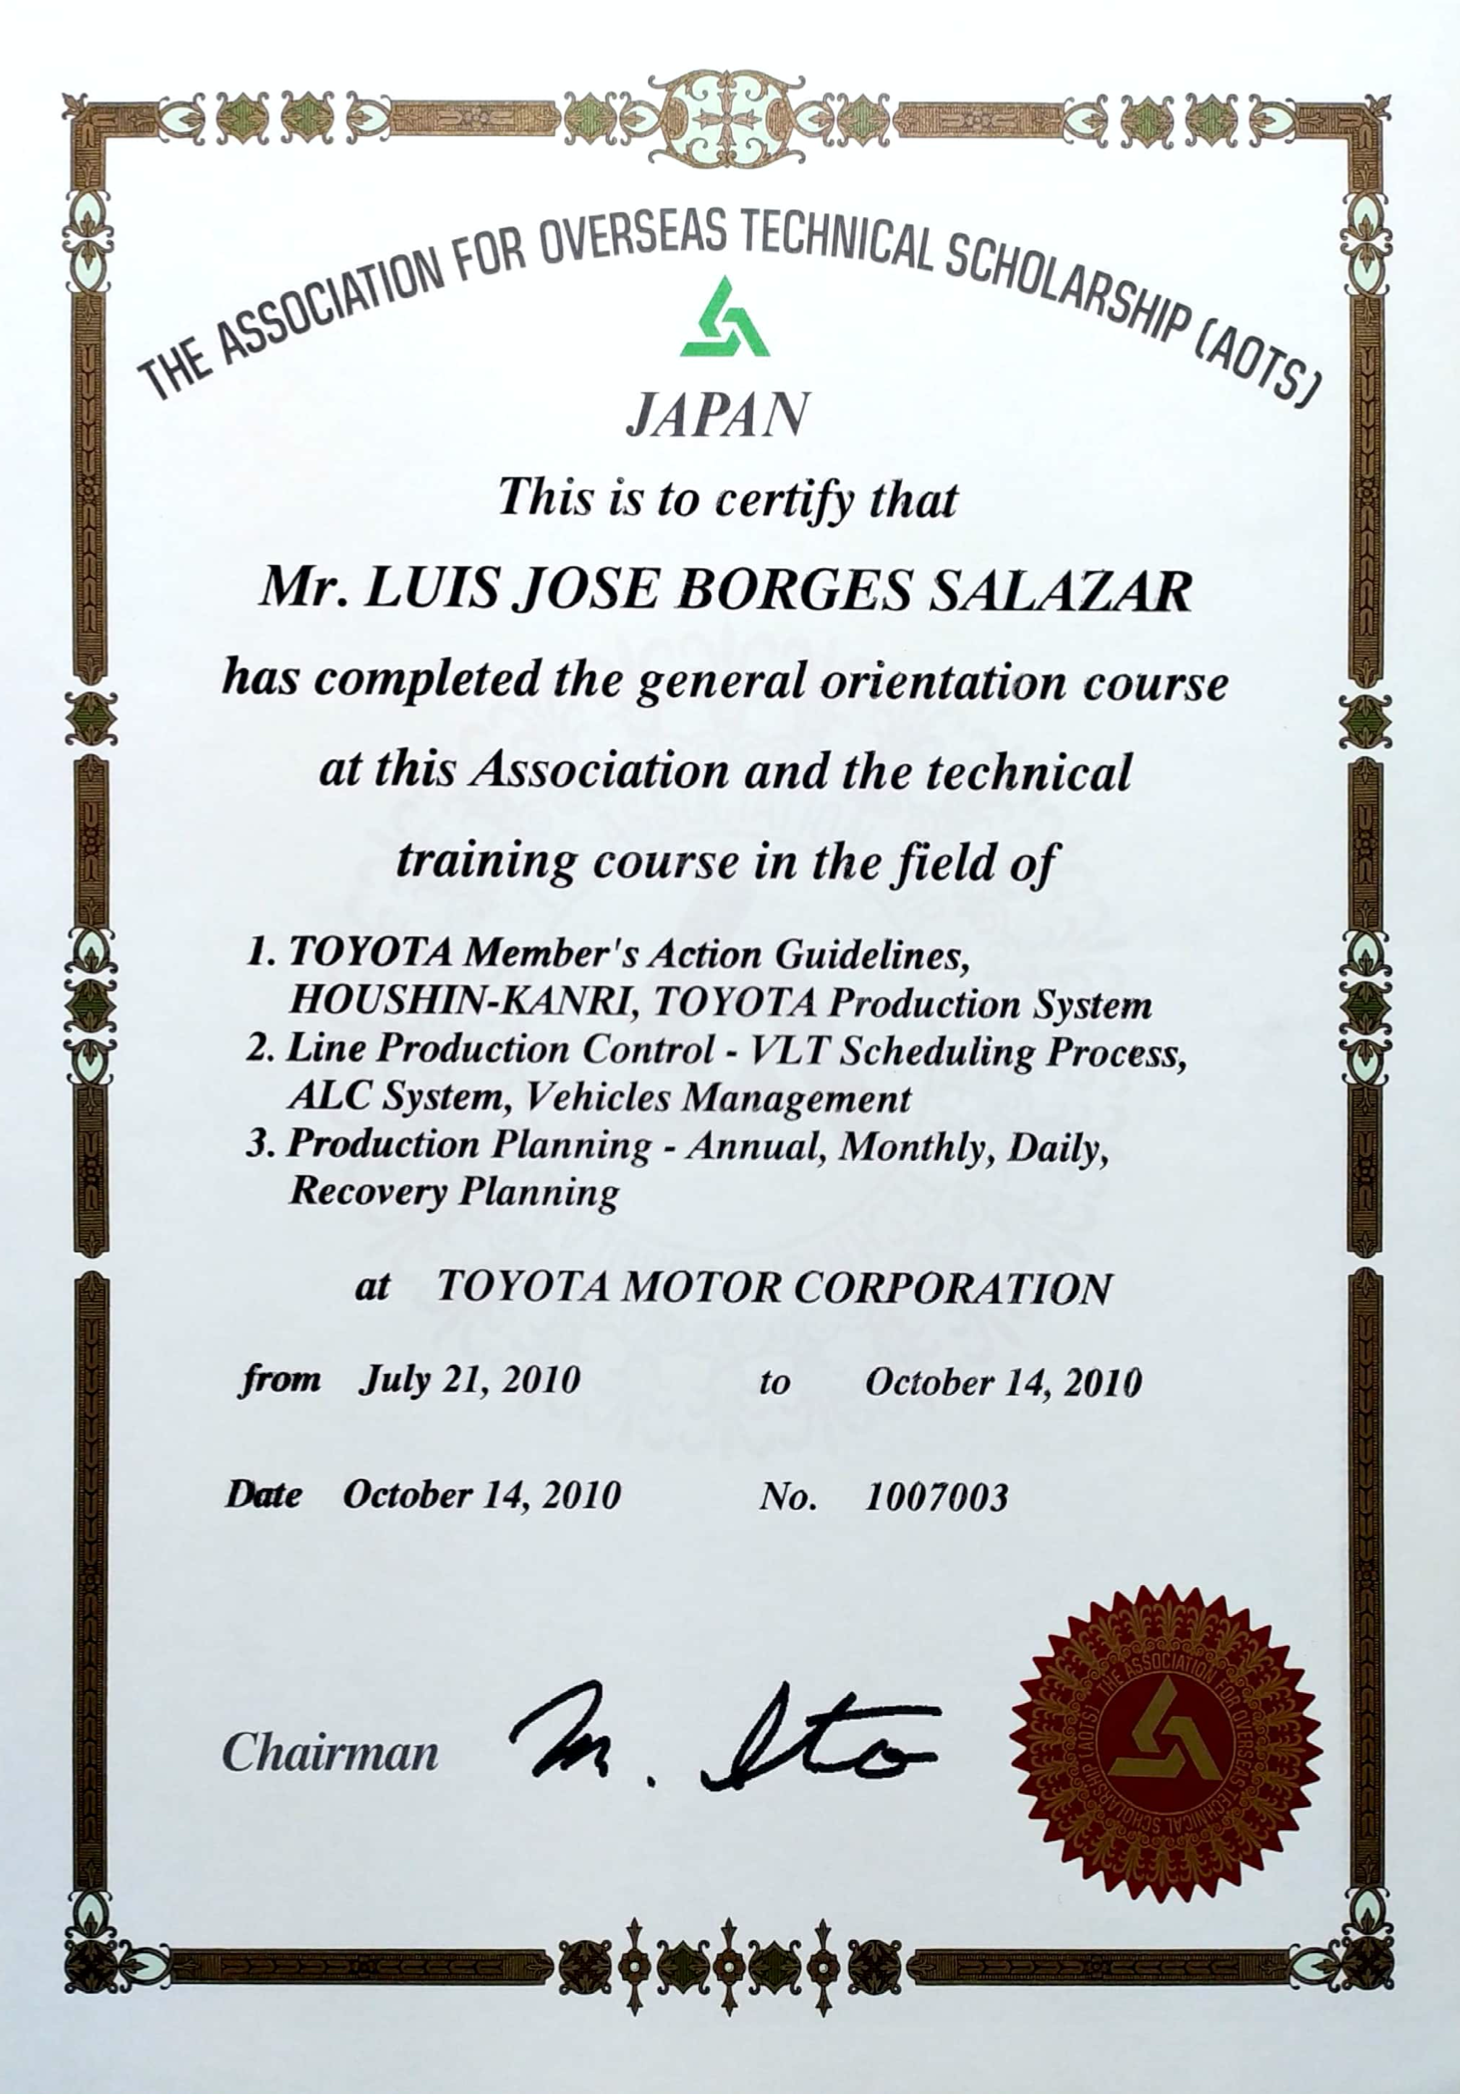 THE ASSOCIATION FOR OVERSEAS TECHNICAL SCHOLARSHIP (AOTS)
JAPAN
This is to certify that
Mr. LUIS JOSE BORGES SALAZAR
has completed the general orientation course
at this Association and the technical
training course in the field of
1. TOYOTA Member's Action Guidelines,
HOUSHIN-KANRI, TOYOTA Production System
2. Line Production Control - VLT Scheduling Process,
ALC System, Vehicles Management
3. Production Planning - Annual, Monthly, Daily,
Recovery Planning
at TOYOTA MOTOR CORPORATION
from July 21, 2010 to October 14, 2010
Date October 14, 2010 No. 1007003
Chairman M. Ito
THE ASSOCIATION FOR OVERSEAS TECHNICAL SCHOLARSHIP (AOTS)